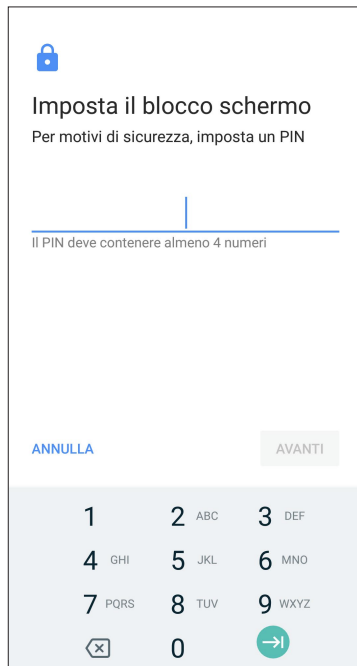 Imposta il blocco schermo
Per motivi di sicurezza, imposta un PIN
Il PIN deve contenere almeno 4 numeri
ANNULLA AVANTI
1 2 ABC 3 DEF
4 GHI 5 JKL 6 MNO
7 PQRS 8 TUV 9 WXYZ
0